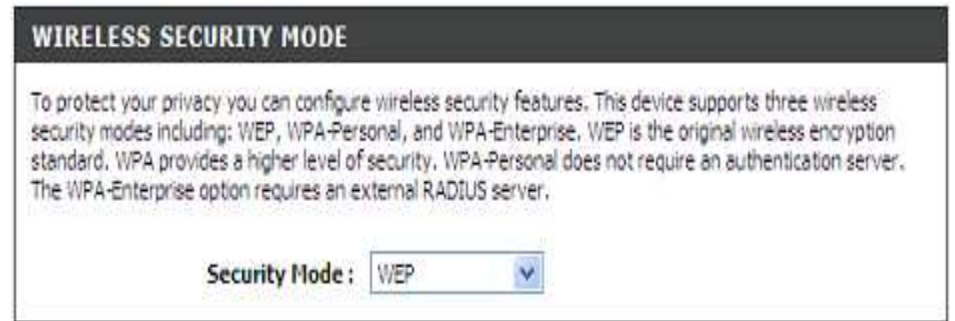 WIRELESS SECURITY MODE
To protect your privacy you can configure wireless security features. This device supports three wireless
security modes including: WEP, WPA-Personal, and WPA-Enterprise. WEP is the original wireless encryption
standard. WPA provides a higher level of security. WPA-Personal does not require an authentication server.
The WPA-Enterprise option requires an external RADIUS server.
Security Mode : WEP